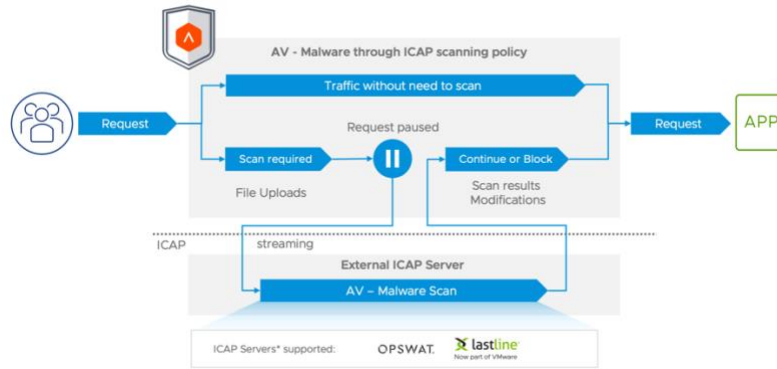 AV - Malware through ICAP scanning policy
Traffic without need to scan
Request
Request paused
Request
APP
Scan required
Continue or Block
File Uploads
Scan results
Modifications
ICAP
streaming
External ICAP Server
AV – Malware Scan
ICAP Servers* supported:
OPSWAT.
lastline
Now part of VMware